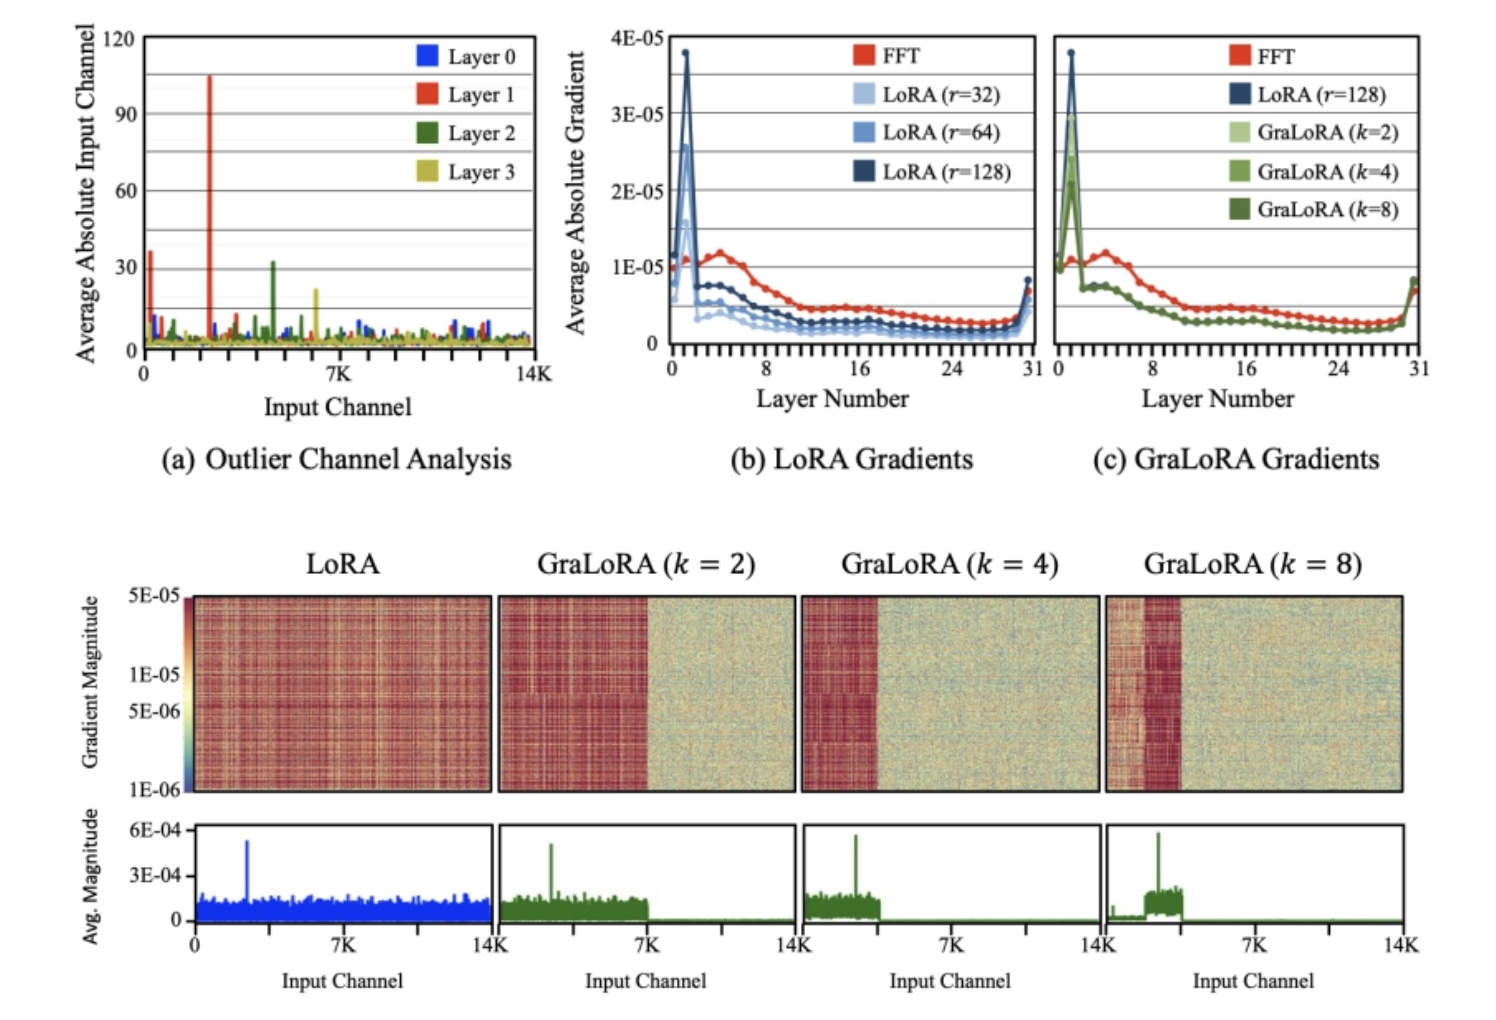 Average Absolute Input Channel
120
90
60
30
0
Layer 0
Layer 1
Layer 2
Layer 3
0 7K 14K
Input Channel
(a) Outlier Channel Analysis
Average Absolute Gradient
4E-05
3E-05
2E-05
1E-05
0
FFT
LoRA (r=32)
LoRA (r=64)
LoRA (r=128)
0 8 16 24 31
Layer Number
(b) LoRA Gradients
FFT
LoRA (r=128)
GraLoRA (k=2)
GraLoRA (k=4)
GraLoRA (k=8)
0 8 16 24 31
Layer Number
(c) GraLoRA Gradients
LoRA
GraLoRA (k = 2)
GraLoRA (k = 4)
GraLoRA (k = 8)
Gradient Magnitude
5E-05
1E-05
5E-06
1E-06
Avg. Magnitude
6E-04
3E-04
0
0 7K 14K
7K 14K
7K 14K
7K 14K
Input Channel
Input Channel
Input Channel
Input Channel